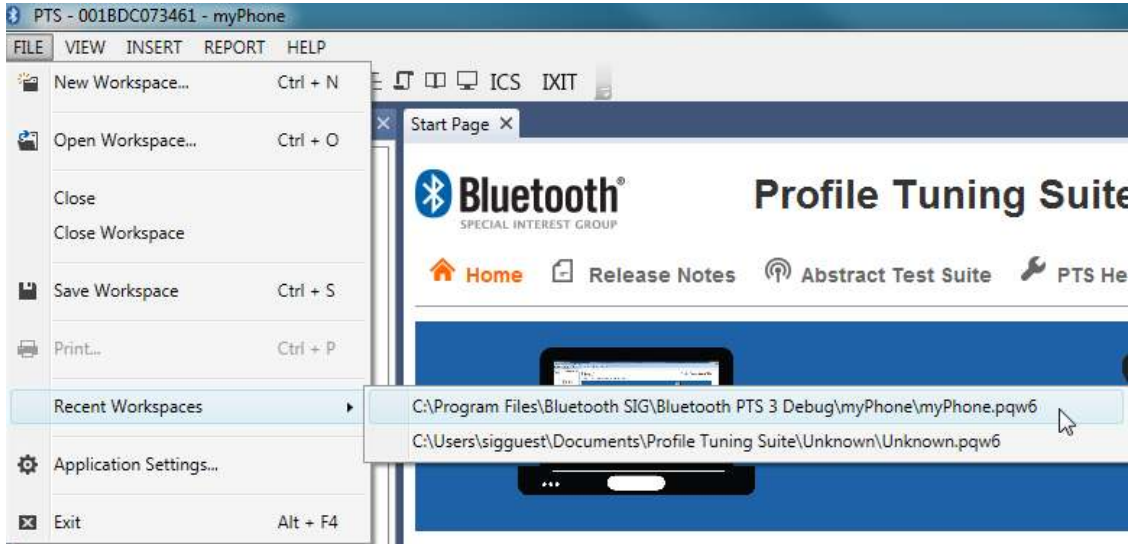 PTS - 001BDC073461 - myPhone
FILE VIEW INSERT REPORT HELP
ICS IXIT
New Workspace... Ctrl + N
Open Workspace... Ctrl + O
Close
Close Workspace
Save Workspace Ctrl + S
Print... Ctrl + P
Recent Workspaces
Application Settings...
Exit Alt + F4
Start Page
Bluetooth®
SPECIAL INTEREST GROUP
Profile Tuning Suite
Home Release Notes Abstract Test Suite PTS He
C:\Program Files\Bluetooth SIG\Bluetooth PTS 3 Debug\myPhone\myPhone.pqw6
C:\Users\sigguest\Documents\Profile Tuning Suite\Unknown\Unknown.pqw6